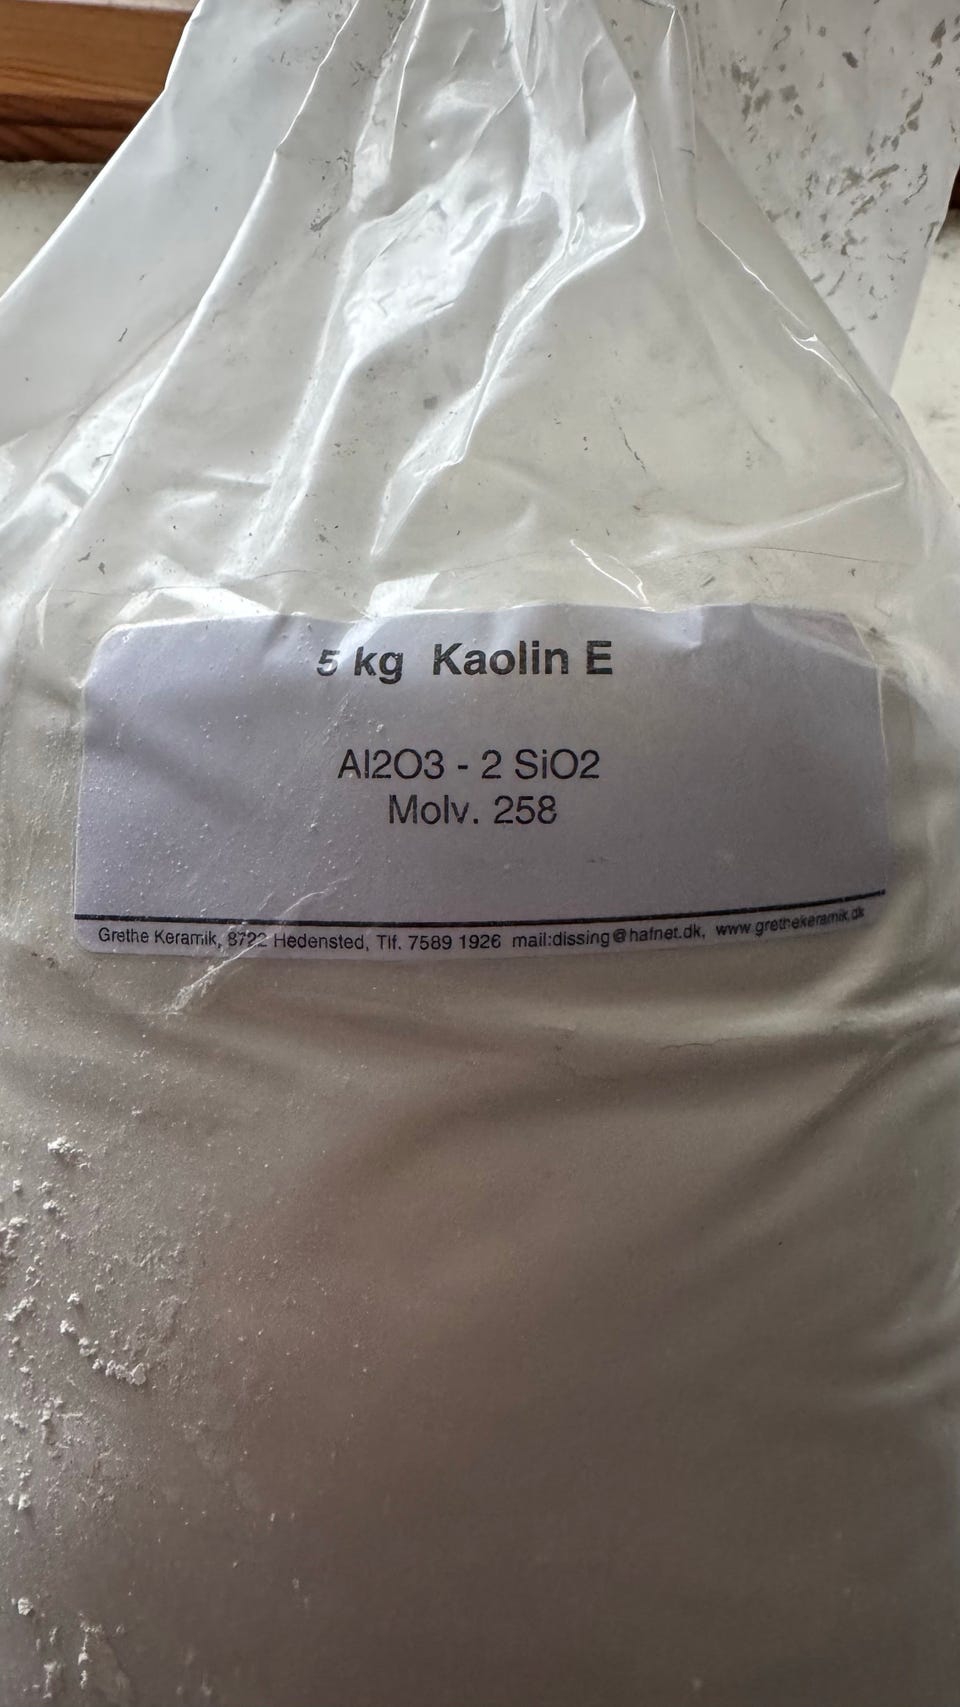 5 kg Kaolin E
Al2O3 - 2 SiO2
Molv. 258
Grethe Keramik, 8722 Hedensted, Tlf. 7589 1926 mail:dissing@hafnet.dk, www.grethekeramik.dk